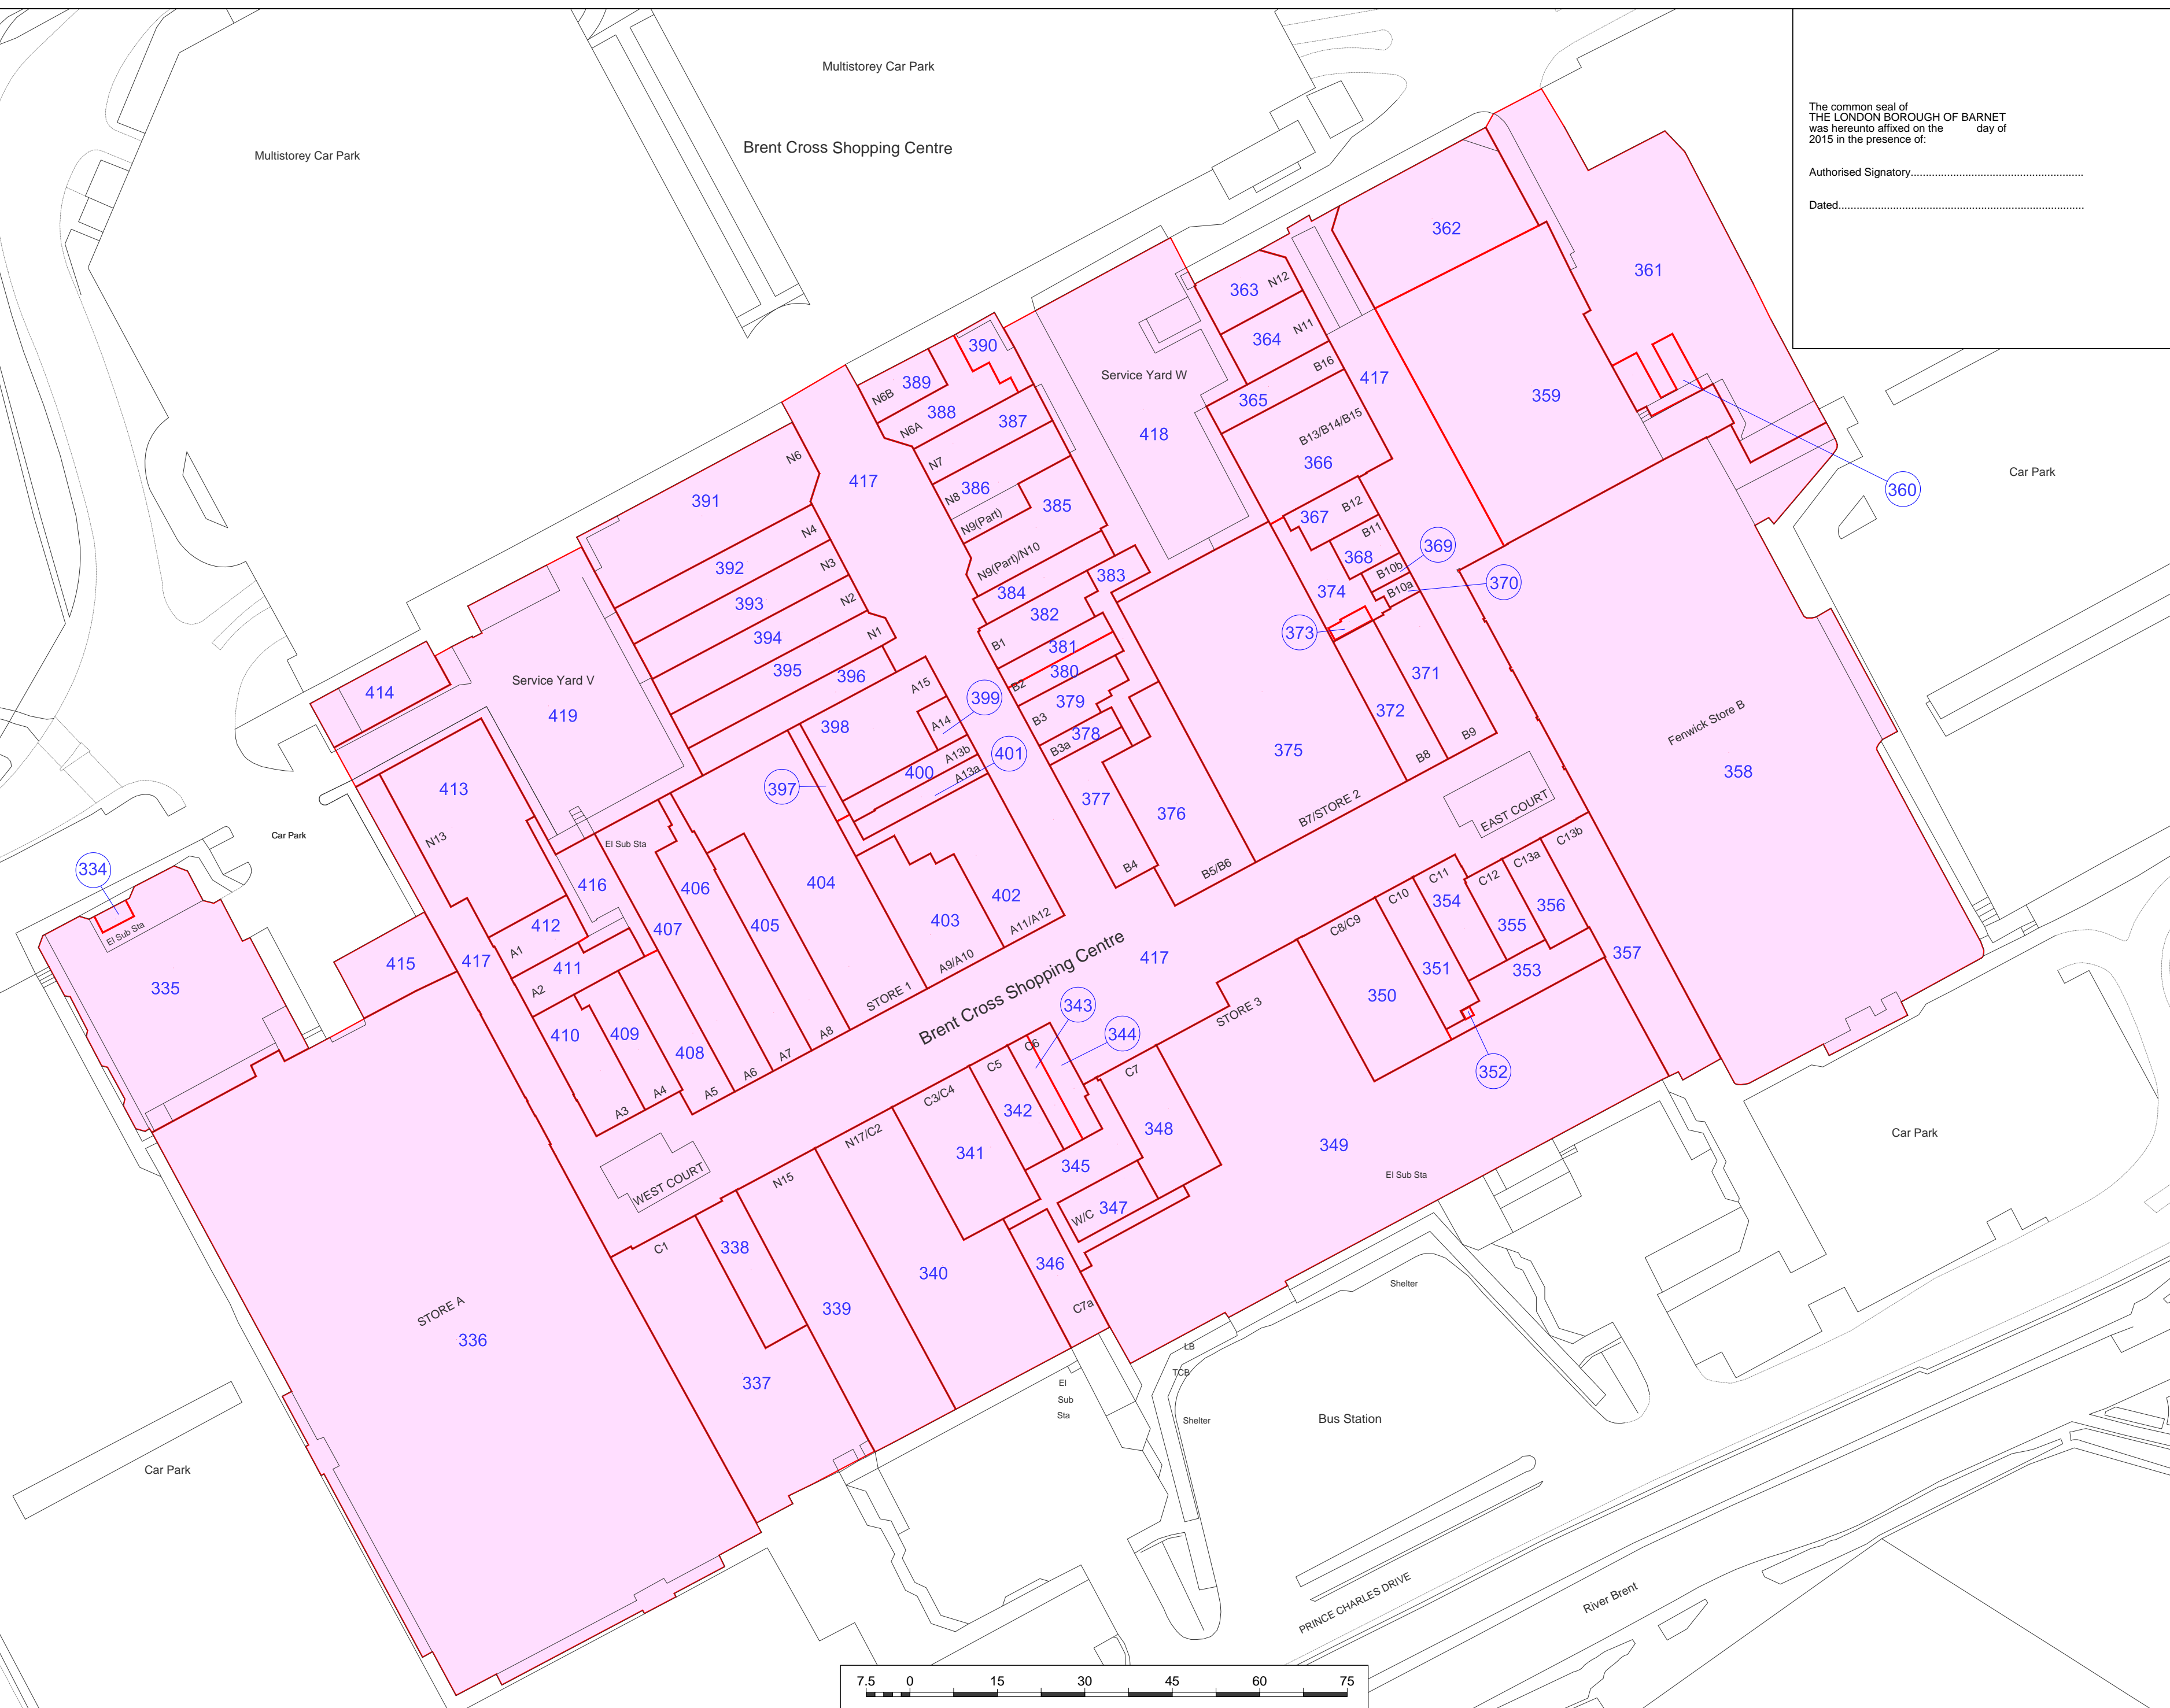 Multistorey Car Park
Multistorey Car Park
Brent Cross Shopping Centre
The common seal of
THE LONDON BOROUGH OF BARNET
was hereunto affixed on the day of
2015 in the presence of:
Authorised Signatory..........................................................
Dated..................................................................................
362
361
363
N12
364
N11
390
389
N6B
388
N6A
387
N7
Service Yard W
418
B16
365
417
359
B13/B14/B15
366
360
Car Park
N6
391
417
N8
386
385
N9(Part)
N9(Part)/N10
367
B12
B11
368
369
B10b
370
B10a
374
373
N4
392
N3
393
N2
394
N1
395
396
384
383
382
B1
381
380
B2
379
B3
378
B3a
414
Service Yard V
419
A15
398
399
A14
A13b
401
400
A13a
397
371
372
375
B9
B8
Fenwick Store B
358
413
N13
377
376
B7/STORE 2
EAST COURT
B4
B5/B6
Car Park
El Sub Sta
334
El Sub Sta
335
416
406
404
407
405
402
403
A11/A12
A9/A10
STORE 1
412
A1
411
A2
415
417
410
409
408
A8
A7
A6
A5
A4
A3
Brent Cross Shopping Centre
417
C13b
C13a
C12
C11
C10
C8/C9
354
356
355
353
351
350
357
STORE 3
352
343
344
C6
C5
C7
C3/C4
342
341
348
345
349
347
W/C
346
C7a
El Sub Sta
Car Park
N17/C2
WEST COURT
N15
C1
338
340
339
337
STORE A
336
Shelter
LB
TCB
El
Sub
Sta
Shelter
Bus Station
Car Park
PRINCE CHARLES DRIVE
River Brent
7.5 0 15 30 45 60 75